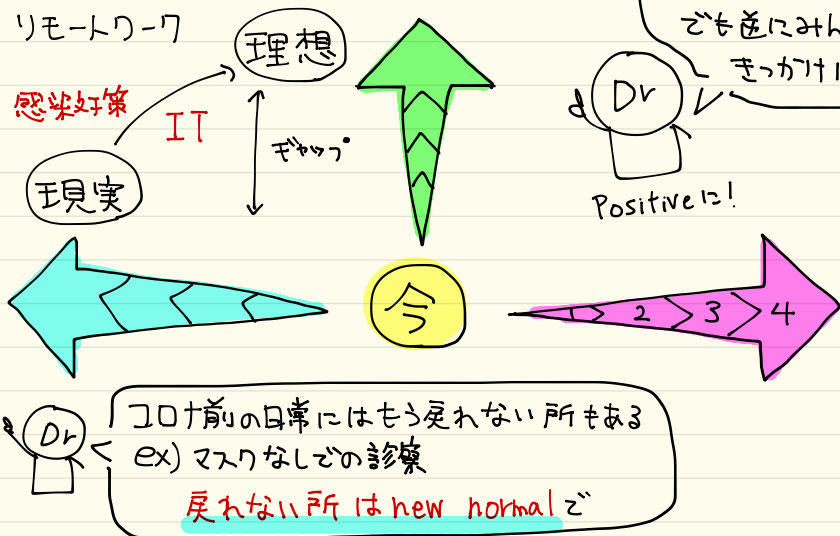 リモートワーク
理想
感染対策
IT
ギャップ
現実
でも逆にみん
きっかけに
Dr
Positiveに!
今
1 2 3 4
Dr
コロナ前の日常にはもう戻れない所もある
ex) マスクなしでの診察
戻れない所はnew normalで